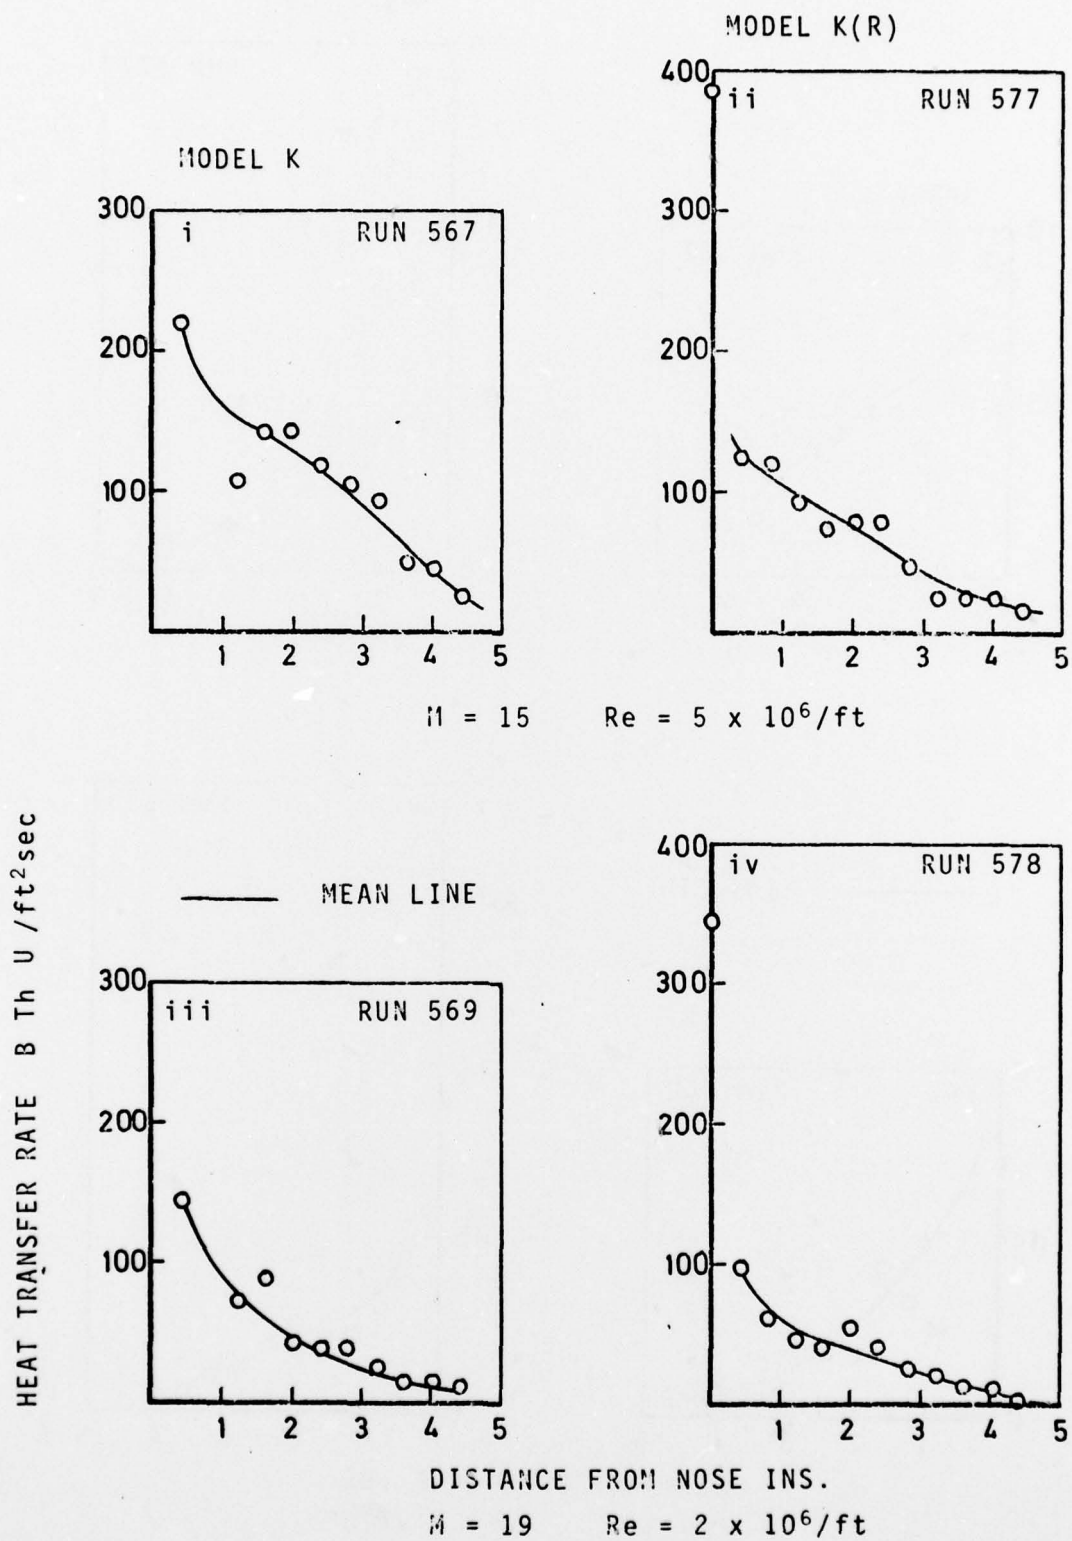 MODEL K(R)
MODEL K
400
ii RUN 577
300
200
100
1 2 3 4 5
300
i RUN 567
200
100
1 2 3 4 5
M = 15 Re = 5 x 10⁶/ft
HEAT TRANSFER RATE B Th U /ft²sec
MEAN LINE
300
iii RUN 569
200
100
1 2 3 4 5
400
iv RUN 578
300
200
100
1 2 3 4 5
DISTANCE FROM NOSE INS.
M = 19 Re = 2 x 10⁶/ft